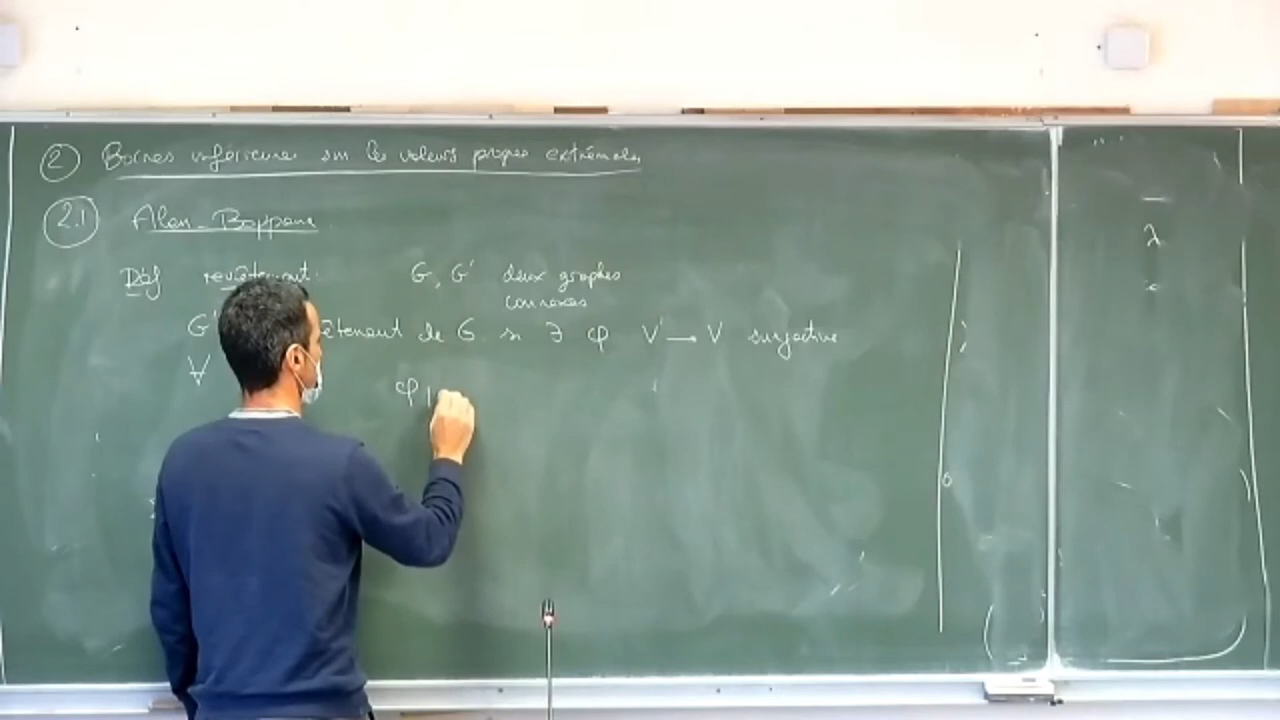 ② Bornes inférieures sur les valeurs propres extrémales
2.1 Alon-Boppana
Déf revêtement. G, G' deux graphes
connexes
G' êtement de G si ∃ φ V' → V surjective
∀ φ|
λ